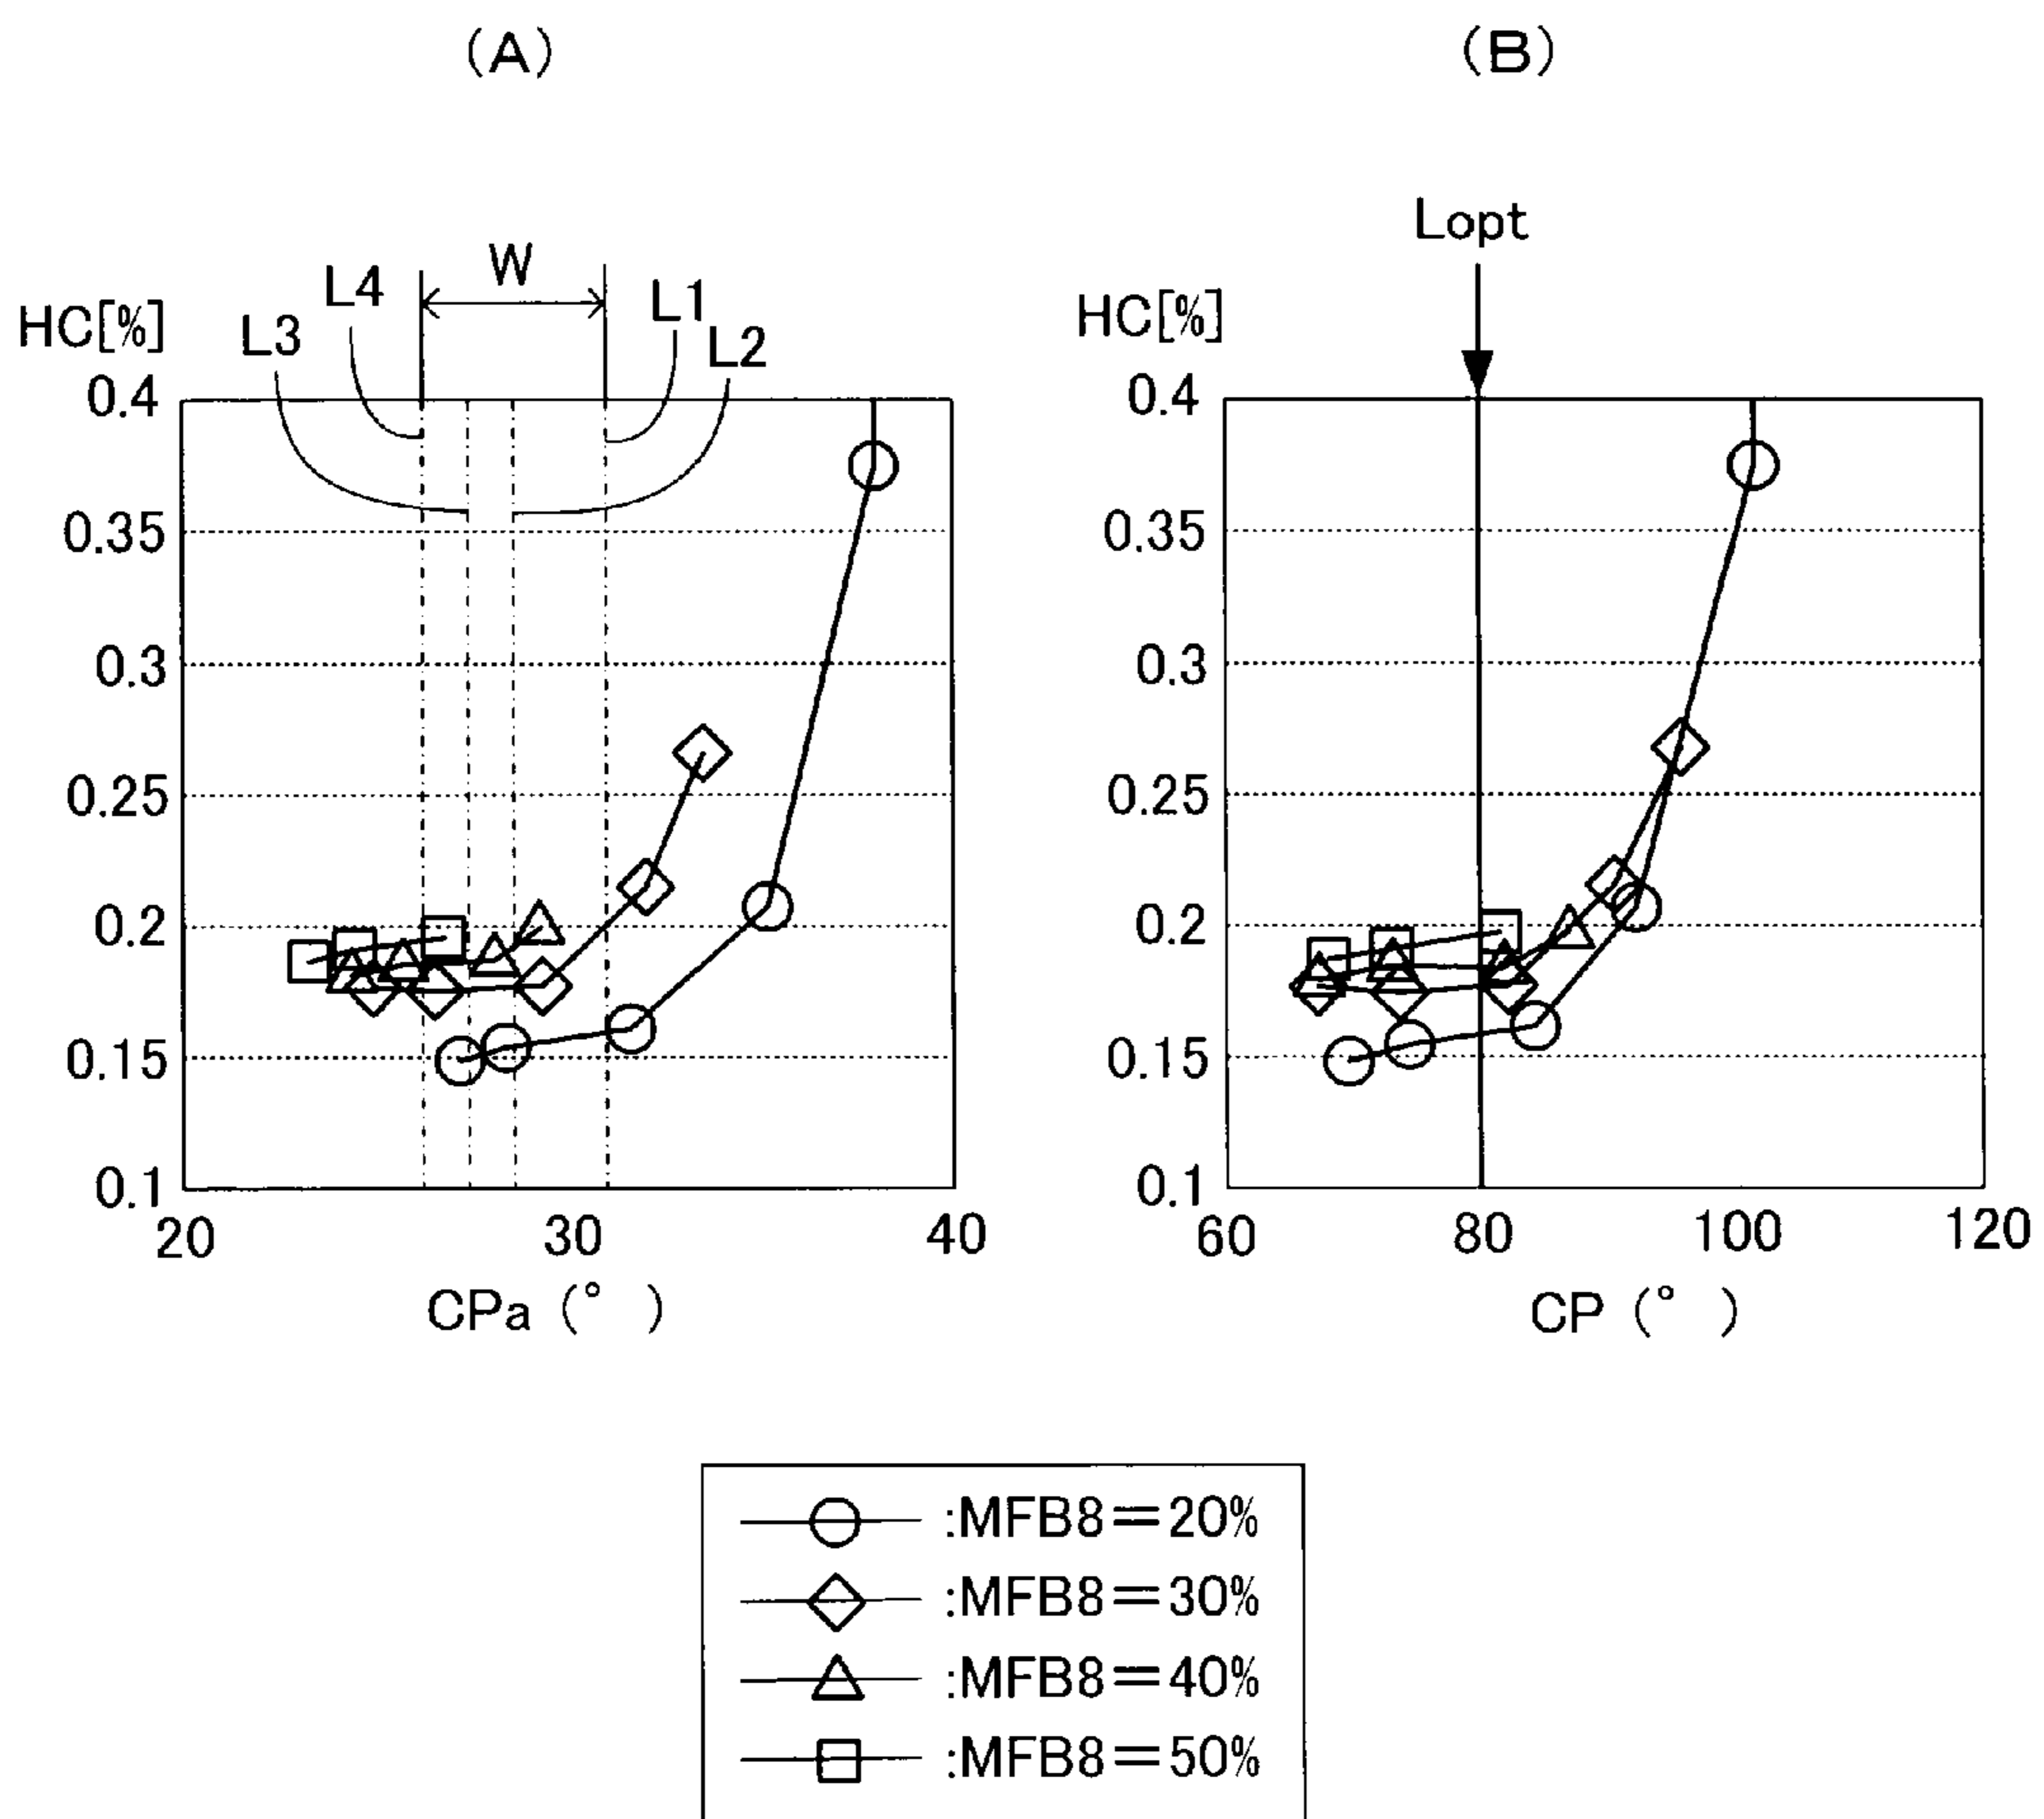 (A)
(B)
Lopt
W
L4
L1
L3
L2
HC[%]
HC[%]
0.4
0.35
0.3
0.25
0.2
0.15
0.1
20
30
40
CPa (° )
0.4
0.35
0.3
0.25
0.2
0.15
0.1
60
80
100
120
CP (° )
:MFB8=20%
:MFB8=30%
:MFB8=40%
:MFB8=50%